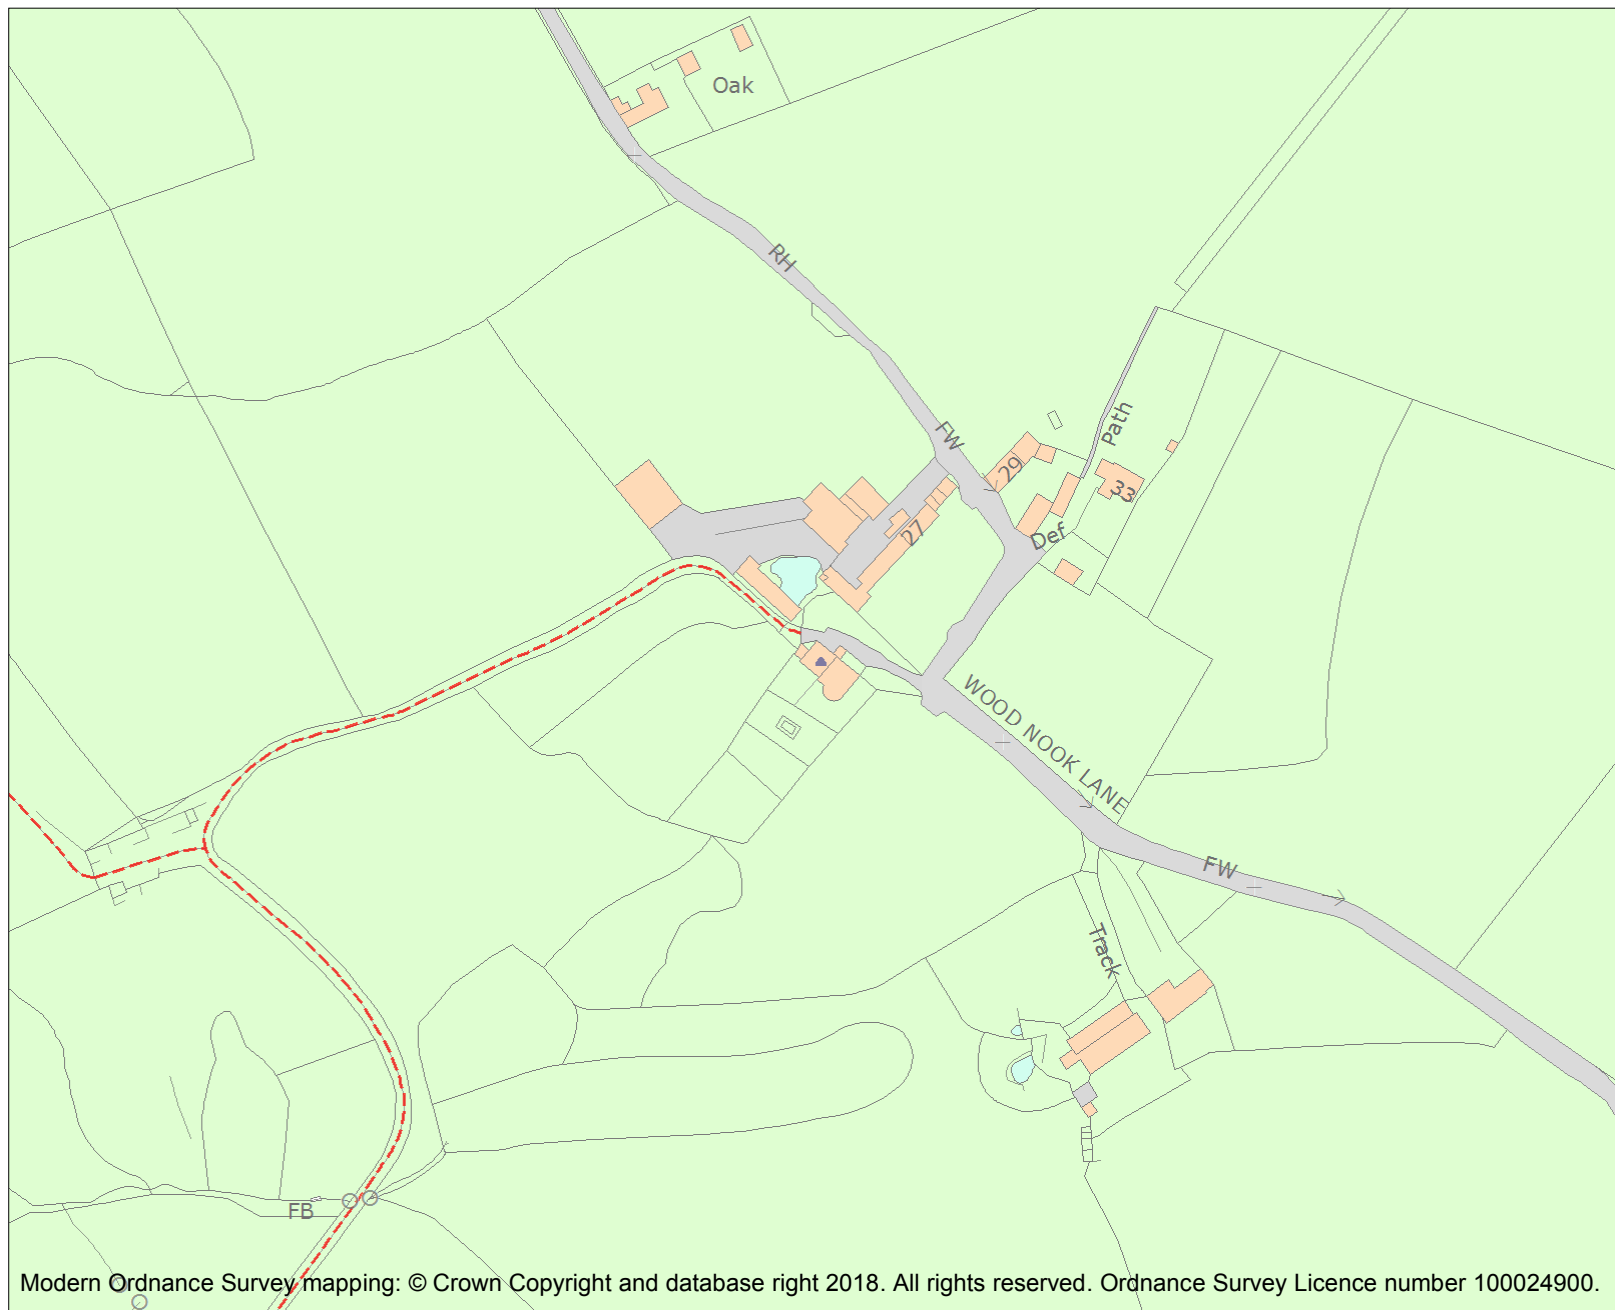 Oak
RH
FW
Path
29
33
27
Def
WOOD NOOK LANE
FW
Track
FB
Modern Ordnance Survey mapping: © Crown Copyright and database right 2018. All rights reserved. Ordnance Survey Licence number 100024900.